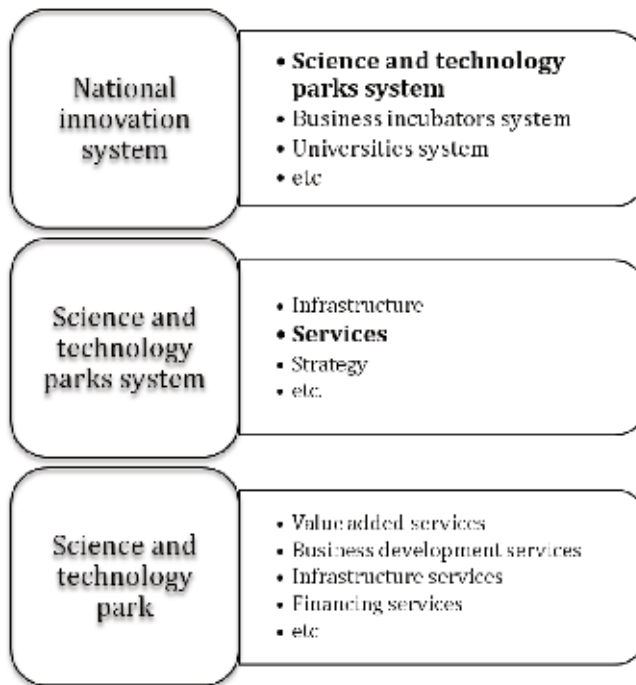 National
innovation
system
• Science and technology
parks system
• Business incubators system
• Universities system
• etc
Science and
technology
parks system
• Infrastructure
• Services
• Strategy
• etc.
Science and
technology
park
• Value added services
• Business development services
• Infrastructure services
• Financing services
• etc